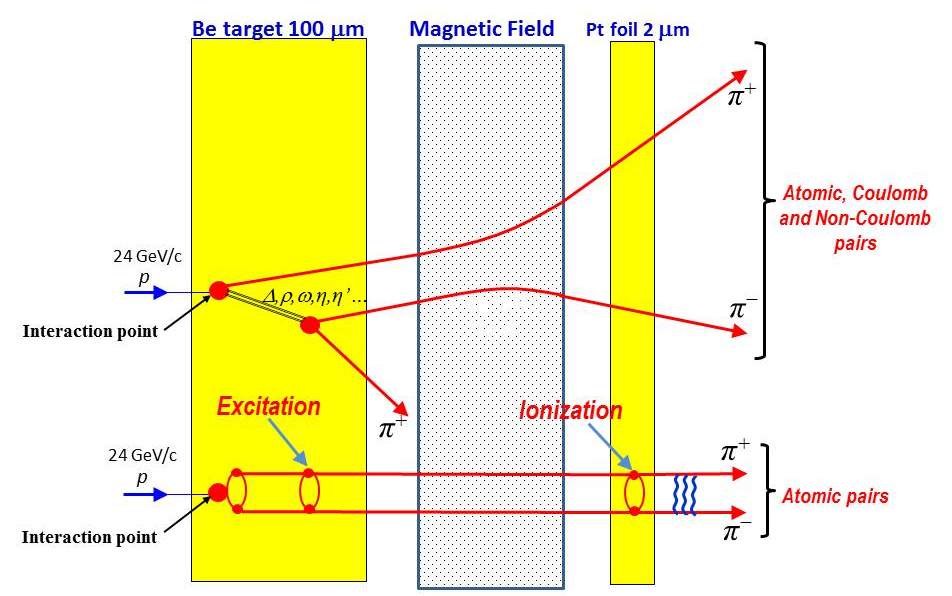 Be target 100 μm
Magnetic Field
Pt foil 2 μm
π⁺
Atomic, Coulomb
and Non-Coulomb
pairs
24 GeV/c
p
Δ,ρ,ω,η,η’...
Interaction point
π⁻
Excitation
Ionization
π⁺
24 GeV/c
p
π⁺
Atomic pairs
Interaction point
π⁻